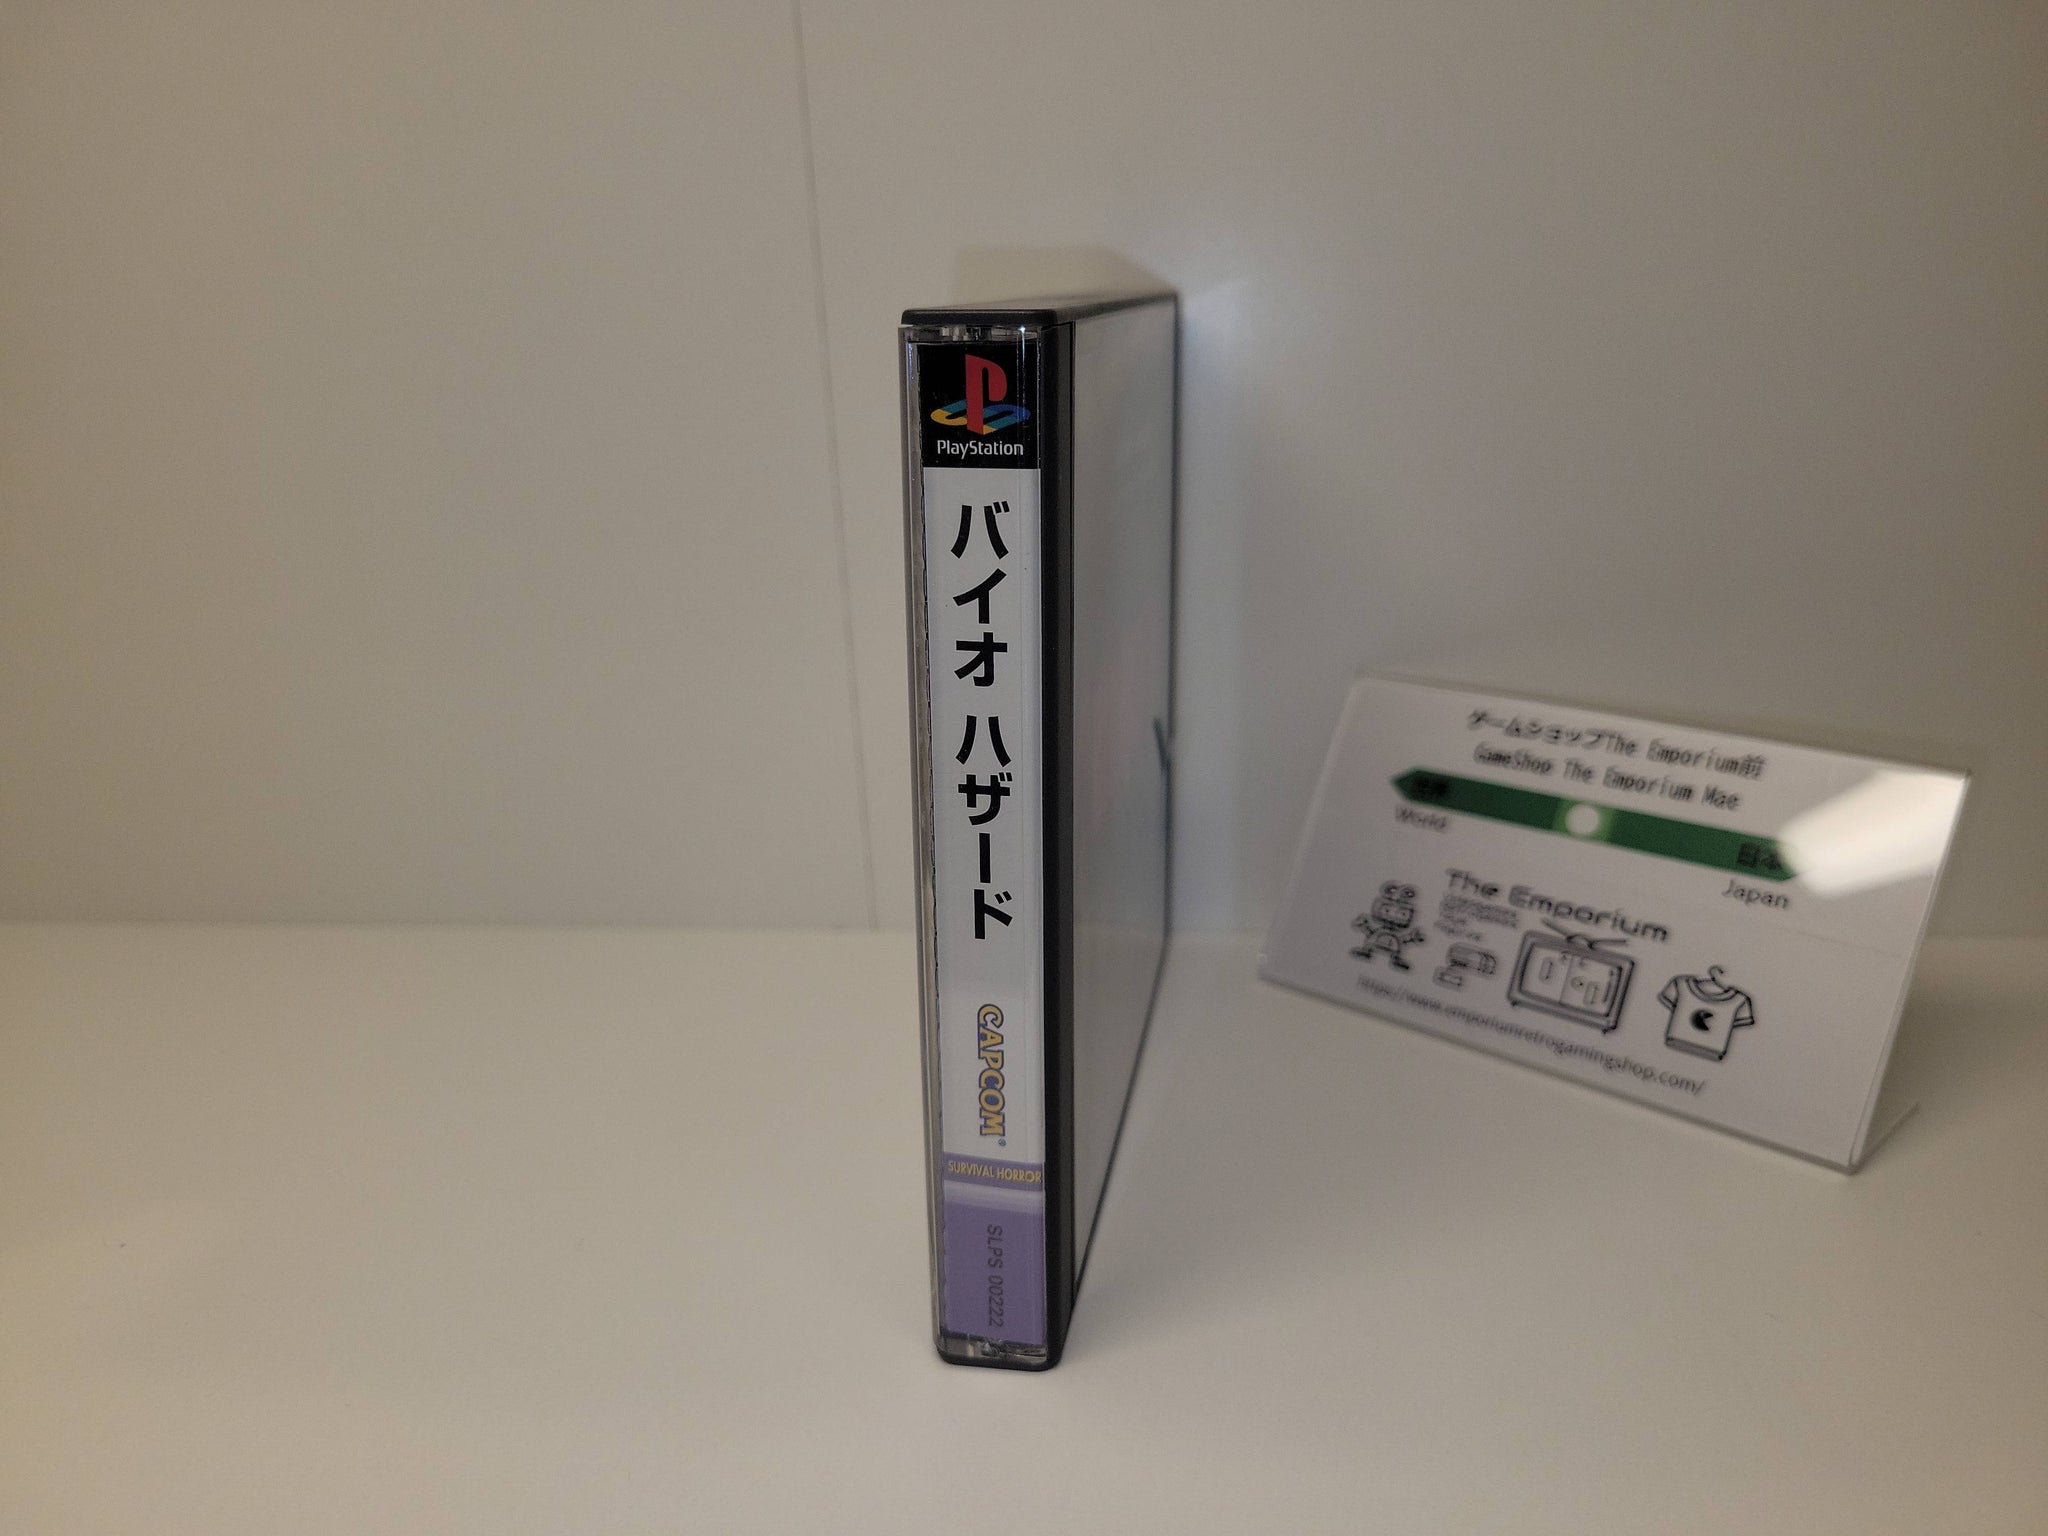 PlayStation
バイオ ハザード
CAPCOM®
SURVIVAL HORROR
SLPS 00222
ゲームショップThe Emporium前
GameShop The Emporium Mae
World
日本
Japan
The Emporium
https://www.emporiumretrogamingshop.com/